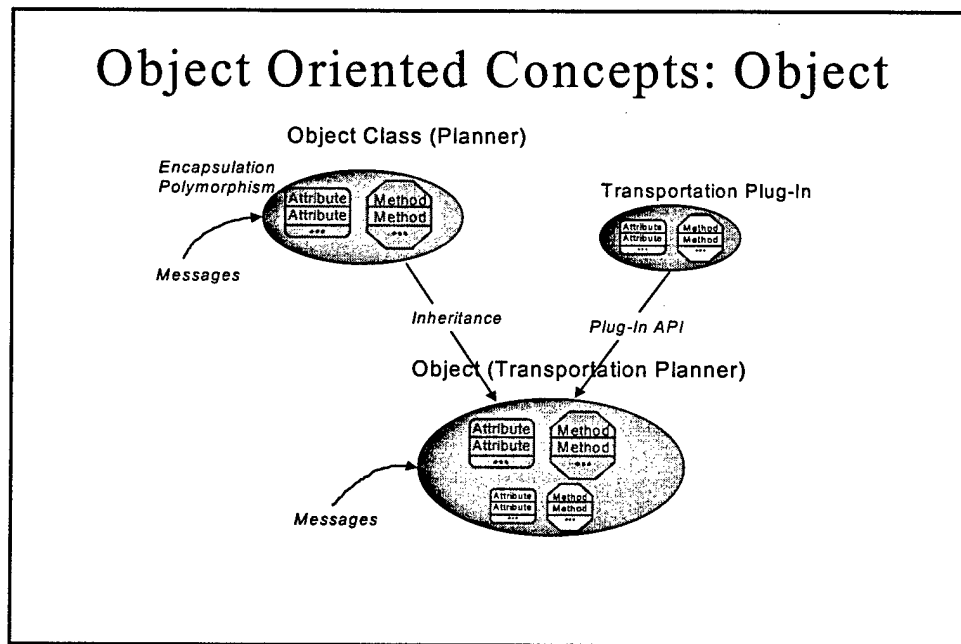 Object Oriented Concepts: Object
Object Class (Planner)
Encapsulation
Polymorphism
Attribute
Attribute
...
Method
Method
...
Messages
Transportation Plug-In
Attribute
Attribute
...
Method
Method
...
Inheritance
Plug-In API
Object (Transportation Planner)
Attribute
Attribute
...
Method
Method
...
Attribute
Attribute
...
Method
Method
...
Messages